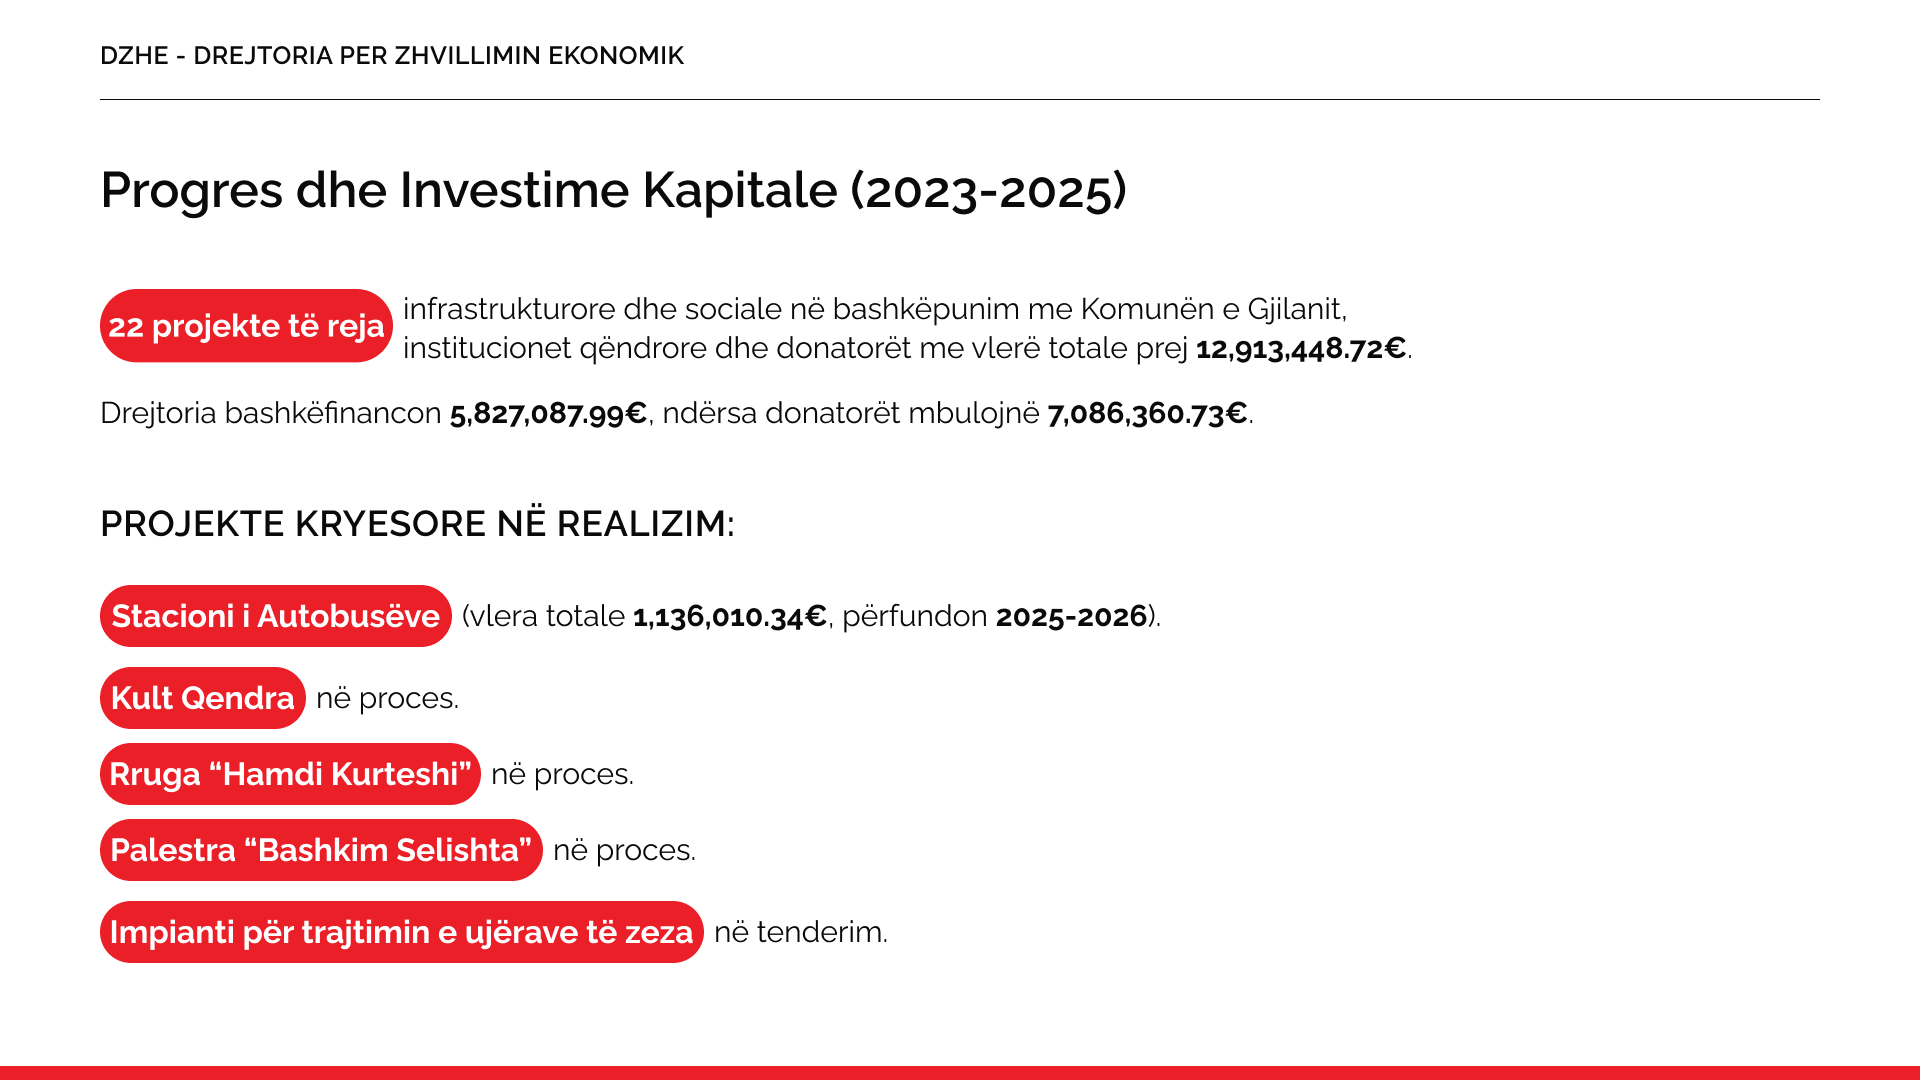 DZHE - DREJTORIA PER ZHVILLIMIN EKONOMIK
Progres dhe Investime Kapitale (2023-2025)
22 projekte të reja infrastrukturore dhe sociale në bashkëpunim me Komunën e Gjilanit,
institucionet qëndrore dhe donatorët me vlerë totale prej 12,913,448.72€.
Drejtoria bashkëfinancon 5,827,087.99€, ndërsa donatorët mbulojnë 7,086,360.73€.
PROJEKTE KRYESORE NË REALIZIM:
Stacioni i Autobusëve (vlera totale 1,136,010.34€, përfundon 2025-2026).
Kult Qendra në proces.
Rruga “Hamdi Kurteshi” në proces.
Palestra “Bashkim Selishta” në proces.
Impianti për trajtimin e ujërave të zeza në tenderim.